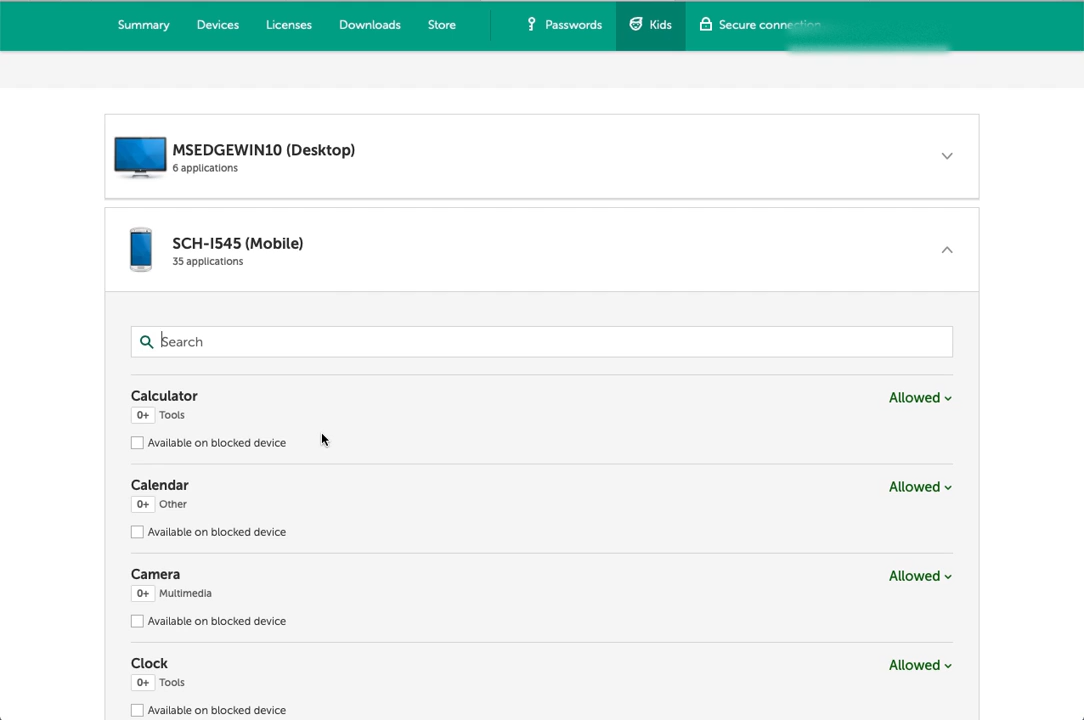 Summary Devices Licenses Downloads Store Passwords Kids Secure connection
MSEDGEWIN10 (Desktop)
6 applications
SCH-I545 (Mobile)
35 applications
Search
Calculator
Allowed
0+ Tools
Available on blocked device
Calendar
Allowed
0+ Other
Available on blocked device
Camera
Allowed
0+ Multimedia
Available on blocked device
Clock
Allowed
0+ Tools
Available on blocked device